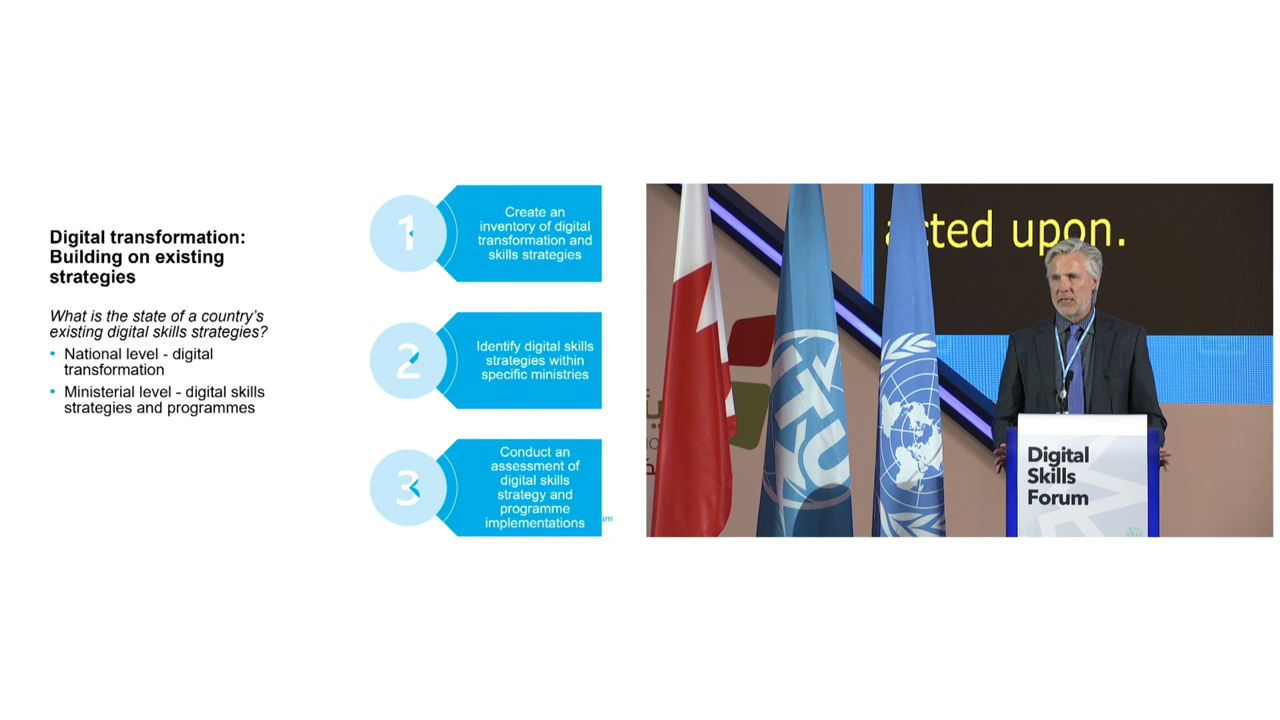 Digital transformation:
Building on existing
strategies
What is the state of a country's
existing digital skills strategies?
• National level - digital
transformation
• Ministerial level - digital skills
strategies and programmes
1
Create an
inventory of digital
transformation and
skills strategies
2
Identify digital skills
strategies within
specific ministries
3
Conduct an
assessment of
digital skills
strategy and
programme
implementations
um
acted upon.
ITU
Digital
Skills
Forum